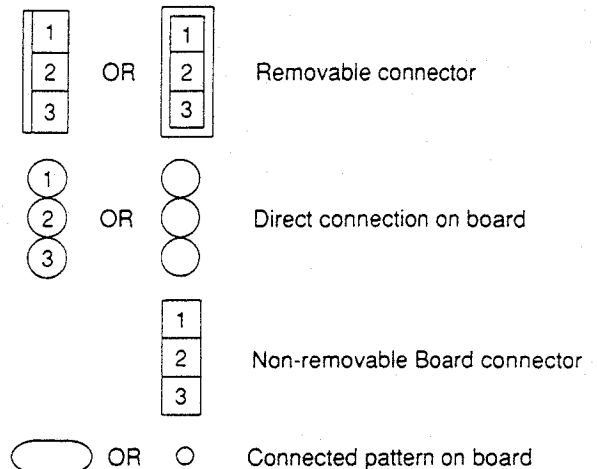 1 1
2 OR 2 Removable connector
3 3
1
2 OR Direct connection on board
3
1
2 Non-removable Board connector
3
OR Connected pattern on board